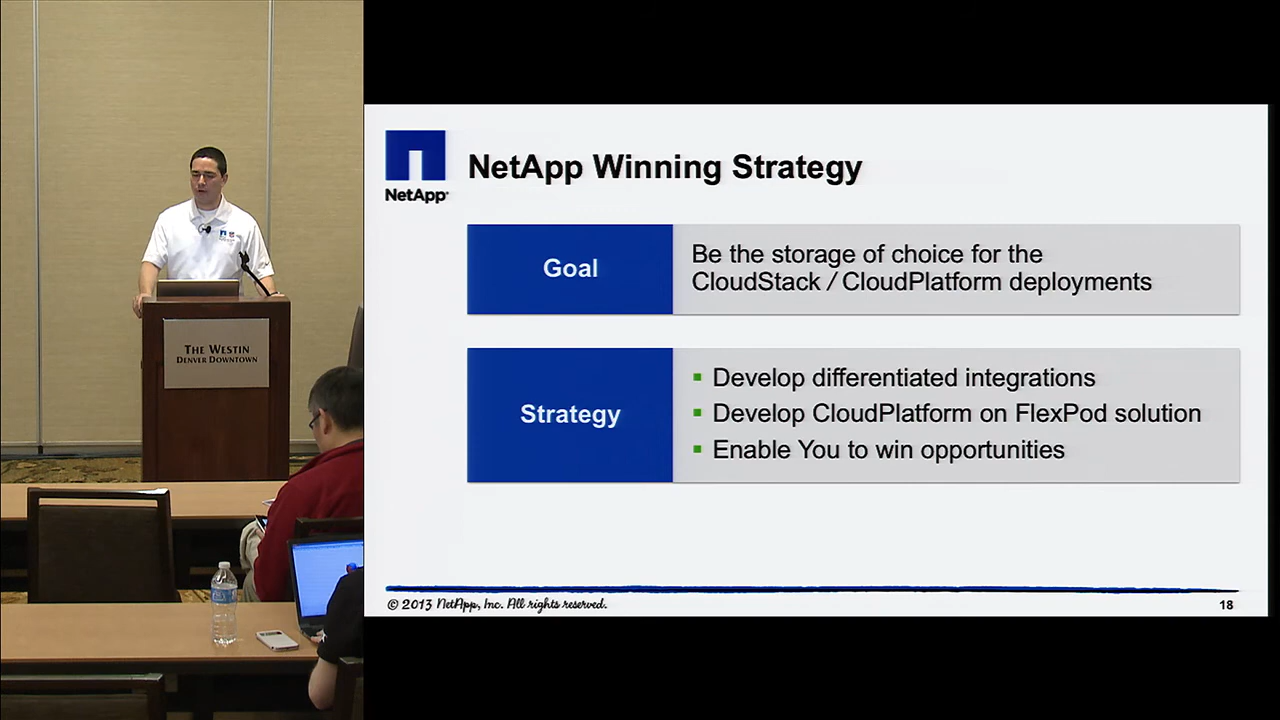 THE WESTIN
DENVER DOWNTOWN
NetApp
NetApp Winning Strategy
Goal
Be the storage of choice for the
CloudStack / CloudPlatform deployments
Strategy
▪ Develop differentiated integrations
▪ Develop CloudPlatform on FlexPod solution
▪ Enable You to win opportunities
© 2013 NetApp, Inc. All rights reserved.
18